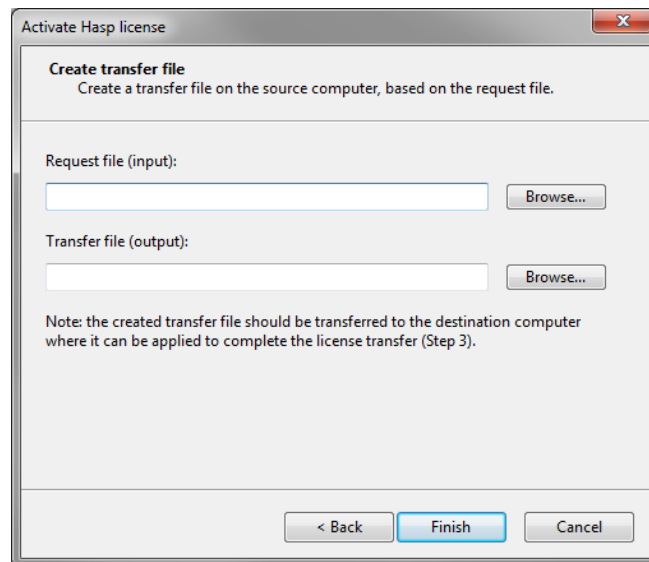 Activate Hasp license
Create transfer file
Create a transfer file on the source computer, based on the request file.
Request file (input):
Browse...
Transfer file (output):
Browse...
Note: the created transfer file should be transferred to the destination computer
where it can be applied to complete the license transfer (Step 3).
< Back
Finish
Cancel